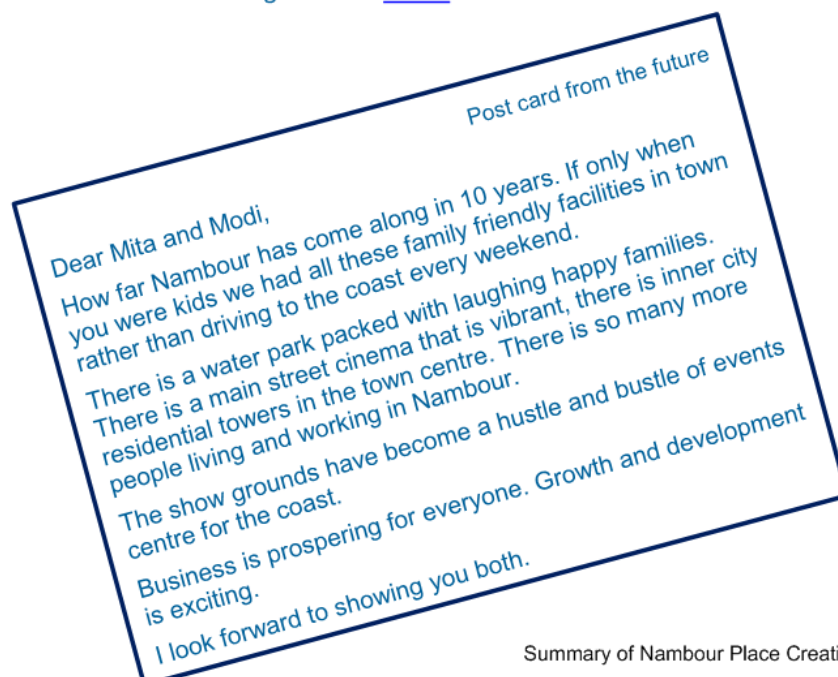 Post card from the future
Dear Mita and Modi,
How far Nambour has come along in 10 years. If only when
you were kids we had all these family friendly facilities in town
rather than driving to the coast every weekend.
There is a water park packed with laughing happy families.
There is a main street cinema that is vibrant, there is inner city
residential towers in the town centre. There is so many more
people living and working in Nambour.
The show grounds have become a hustle and bustle of events
centre for the coast.
Business is prospering for everyone. Growth and development
is exciting.
I look forward to showing you both.
Summary of Nambour Place Creati